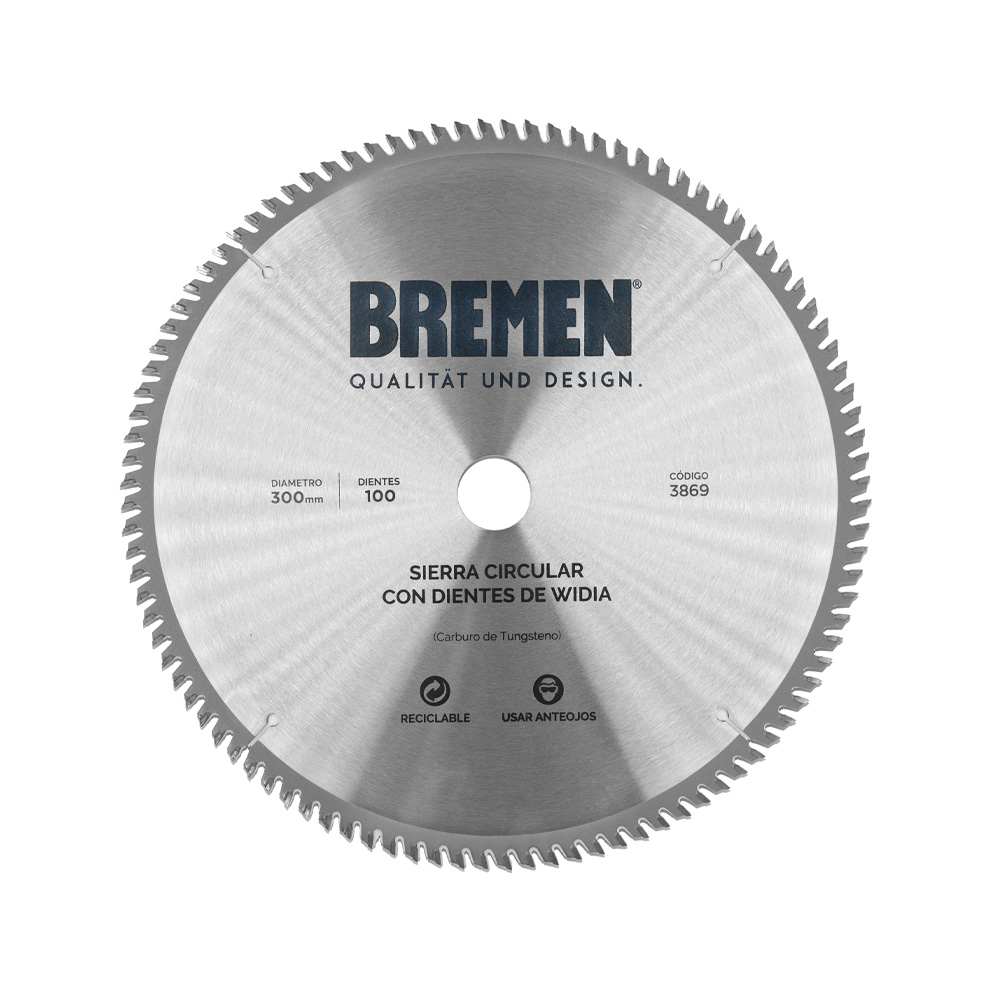 BREMEN®
QUALITÄT UND DESIGN.
DIAMETRO
300mm
DIENTES
100
CÓDIGO
3869
SIERRA CIRCULAR
CON DIENTES DE WIDIA
(Carburo de Tungsteno)
RECICLABLE
USAR ANTEOJOS